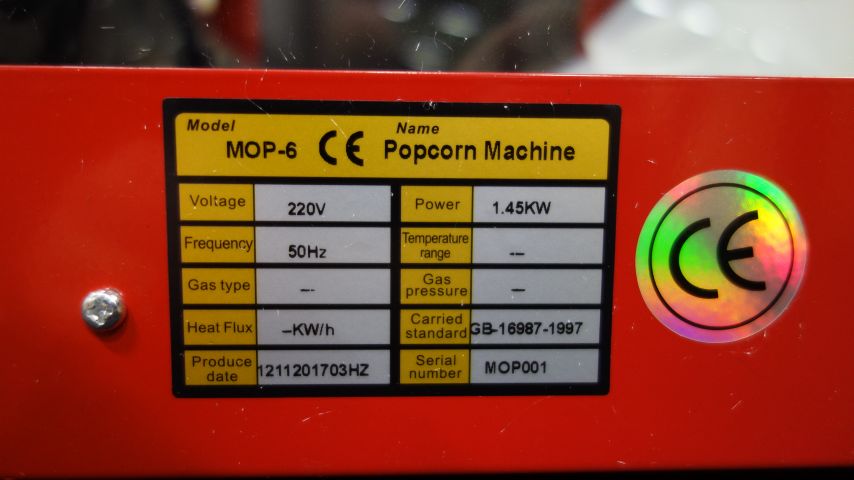 Model Name
MOP-6 CE Popcorn Machine
Voltage 220V Power 1.45KW
Frequency 50Hz Temperature range --
Gas type -- Gas pressure --
Heat Flux -KW/h Carried standard GB-16987-1997
Produce date 1211201703HZ Serial number MOP001
CE